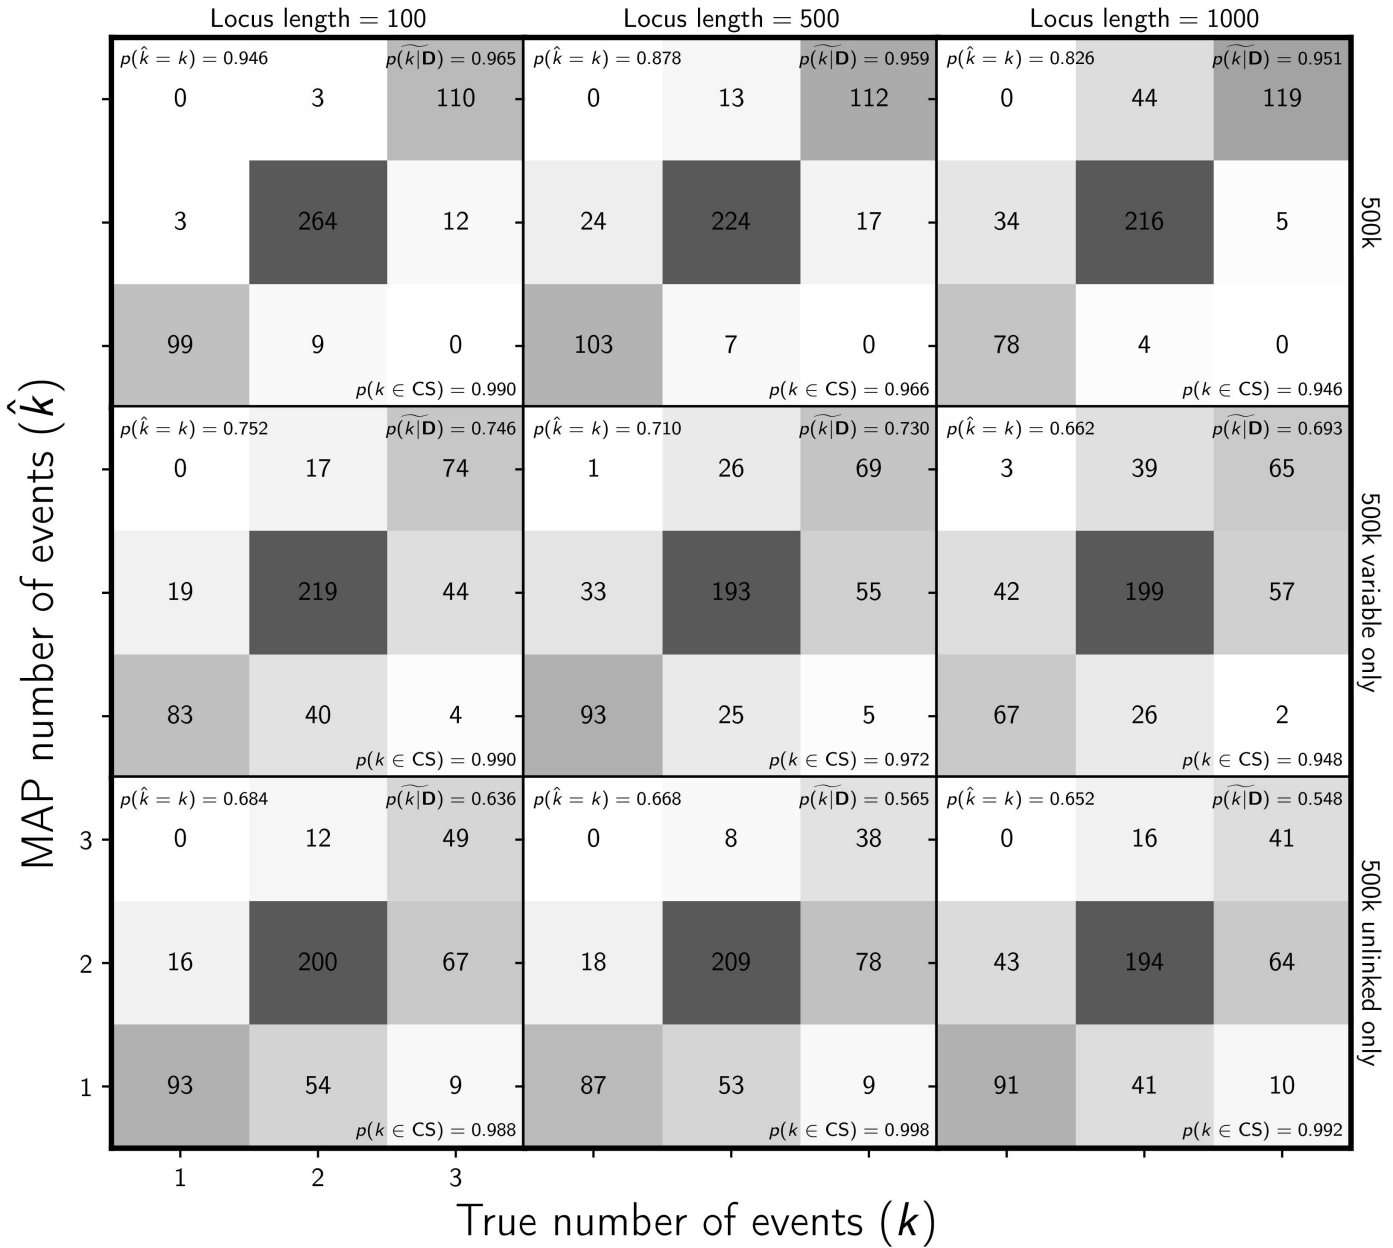 Locus length = 100 Locus length = 500 Locus length = 1000
p(k̂ = k) = 0.946 p(k|D)͠ = 0.965 p(k̂ = k) = 0.878 p(k|D)͠ = 0.959 p(k̂ = k) = 0.826 p(k|D)͠ = 0.951
0 3 110 0 13 112 0 44 119
3 264 12 24 224 17 34 216 5
500k
99 9 0 103 7 0 78 4 0
p(k ∈ CS) = 0.990 p(k ∈ CS) = 0.966 p(k ∈ CS) = 0.946
p(k̂ = k) = 0.752 p(k|D)͠ = 0.746 p(k̂ = k) = 0.710 p(k|D)͠ = 0.730 p(k̂ = k) = 0.662 p(k|D)͠ = 0.693
0 17 74 1 26 69 3 39 65
19 219 44 33 193 55 42 199 57
500k variable only
83 40 4 93 25 5 67 26 2
p(k ∈ CS) = 0.990 p(k ∈ CS) = 0.972 p(k ∈ CS) = 0.948
p(k̂ = k) = 0.684 p(k|D)͠ = 0.636 p(k̂ = k) = 0.668 p(k|D)͠ = 0.565 p(k̂ = k) = 0.652 p(k|D)͠ = 0.548
3 0 12 49 0 8 38 0 16 41
2 16 200 67 18 209 78 43 194 64
500k unlinked only
1 93 54 9 87 53 9 91 41 10
p(k ∈ CS) = 0.988 p(k ∈ CS) = 0.998 p(k ∈ CS) = 0.992
1 2 3
MAP number of events (k̂)
True number of events (k)